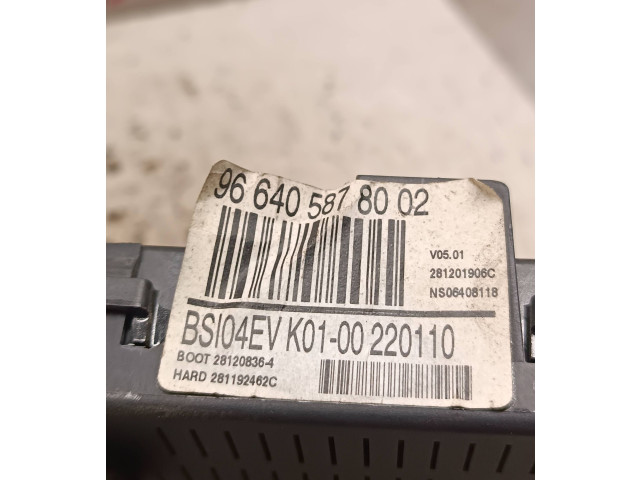 96 640 587 80 02
V05.01
281201906C
NS06408118
BSI04EV K01-00 220110
BOOT 28120836-4
HARD 281192462C